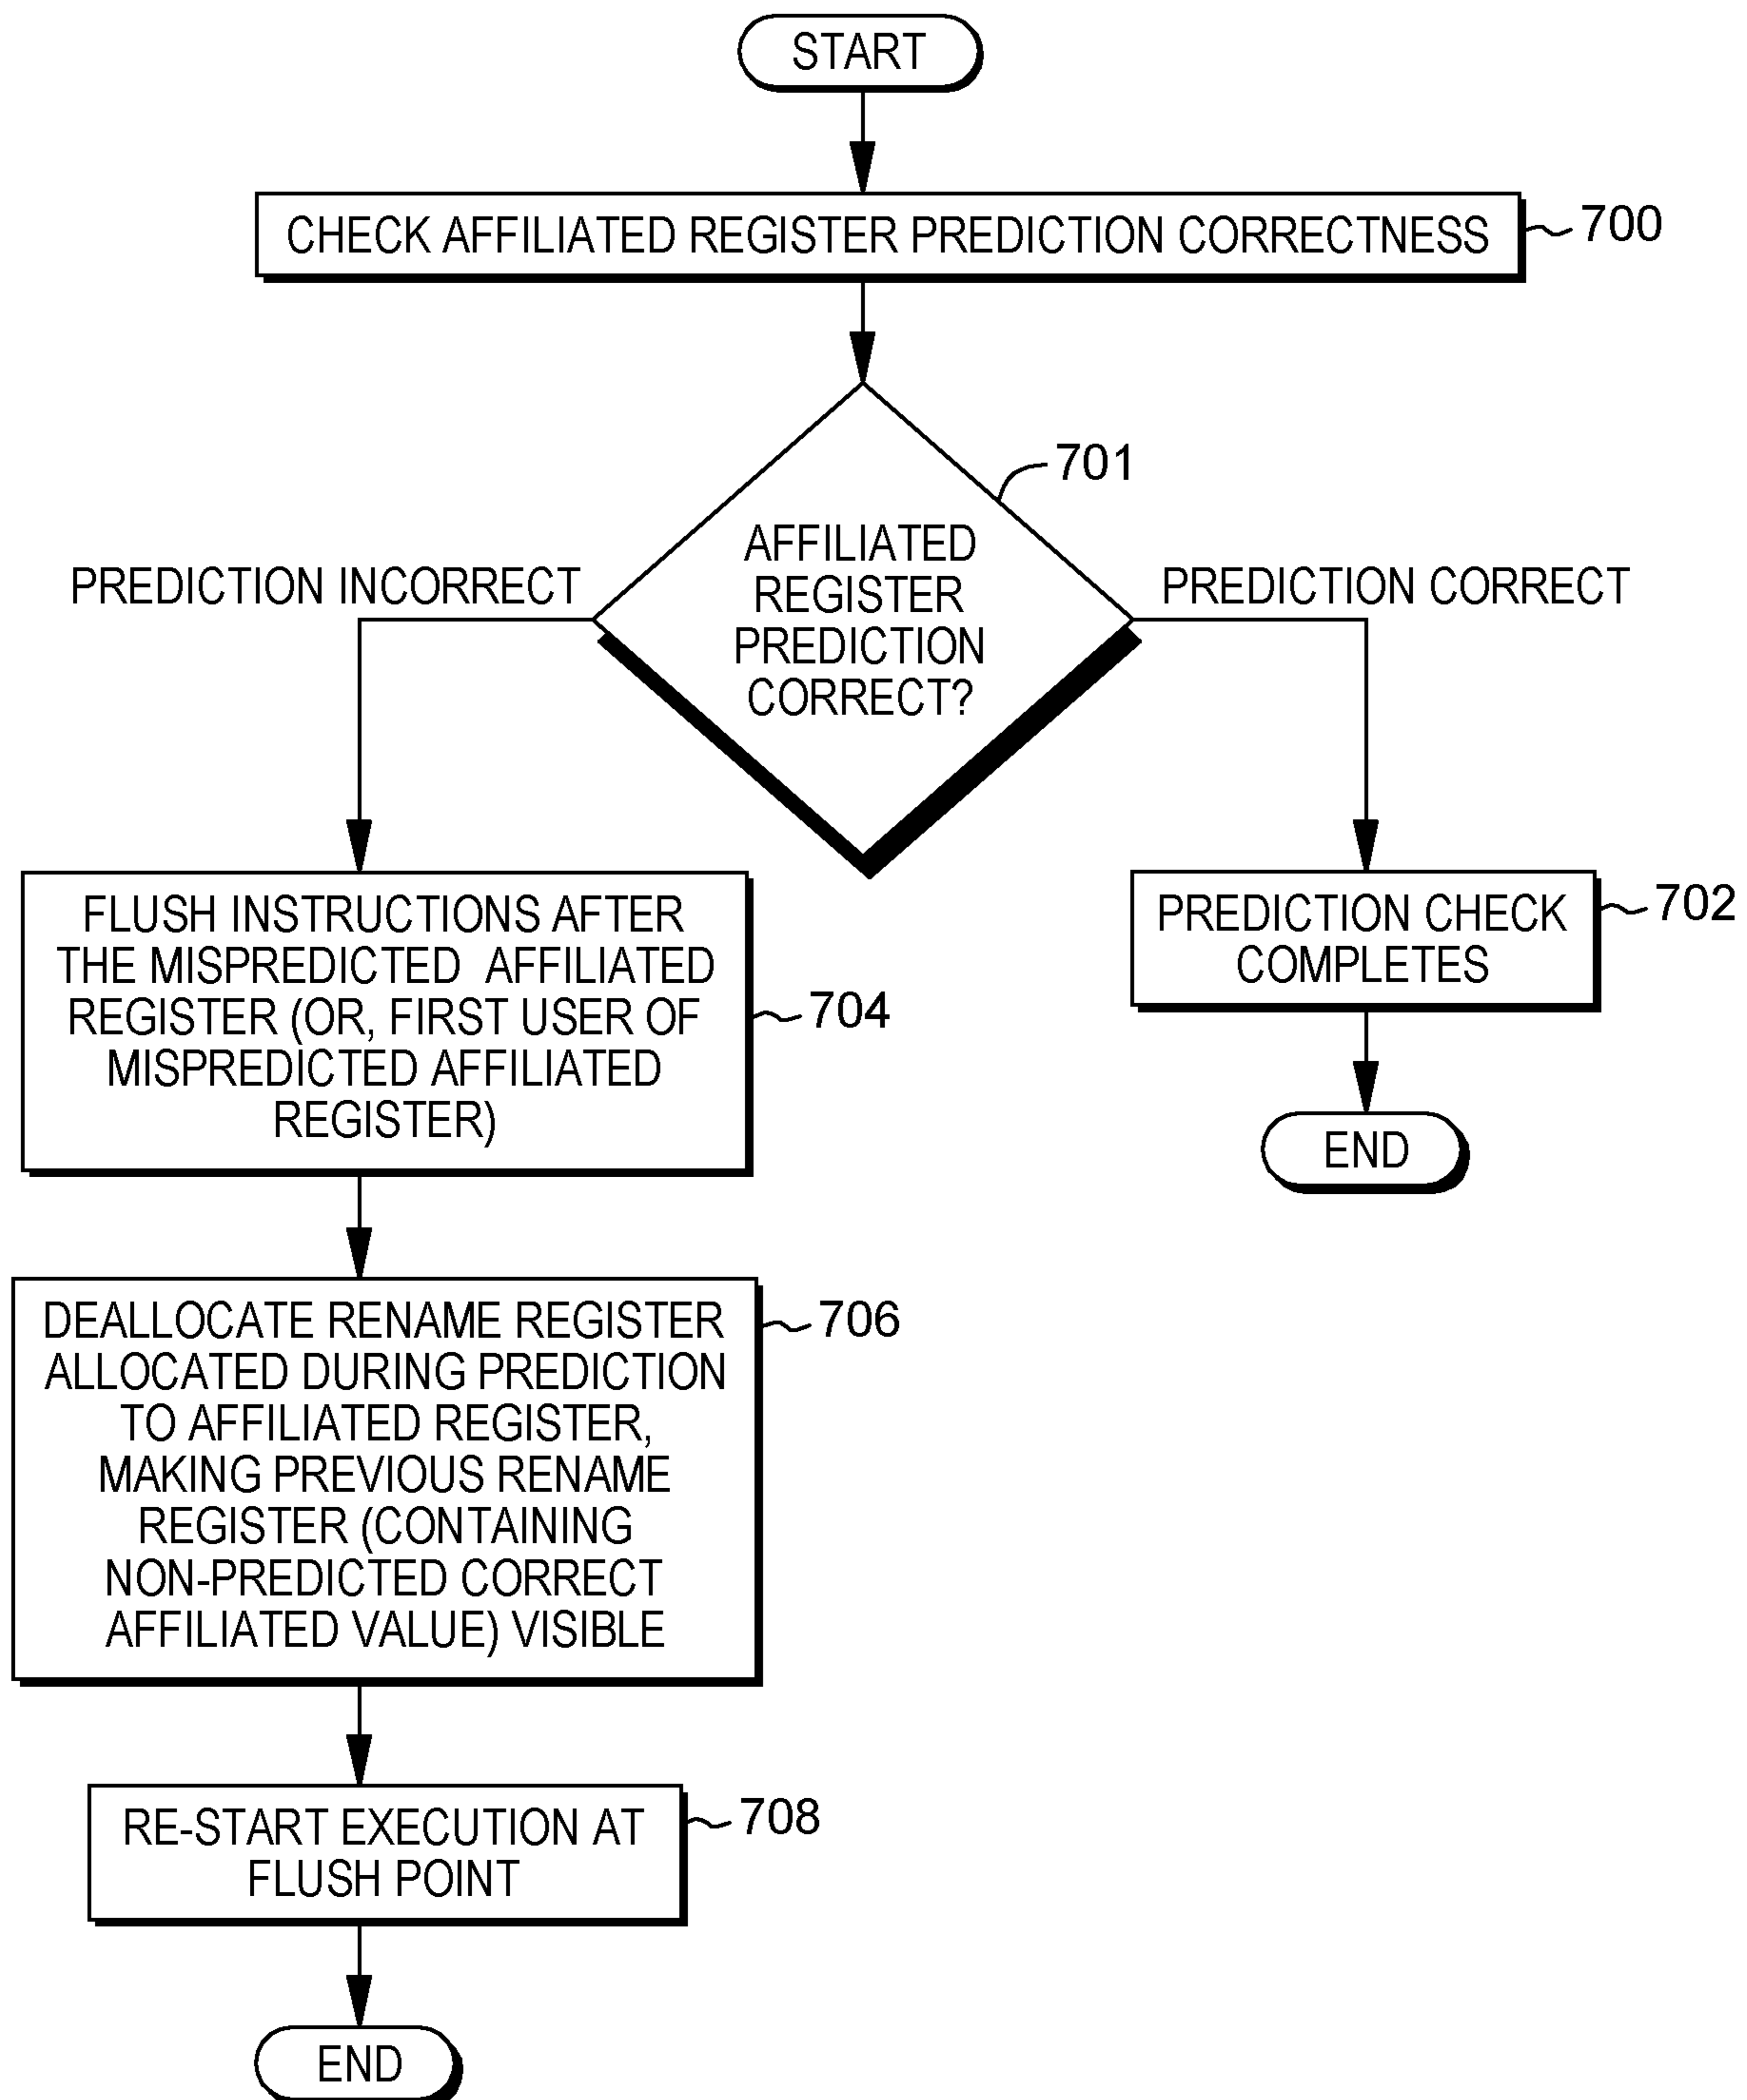 START
CHECK AFFILIATED REGISTER PREDICTION CORRECTNESS
700
701
AFFILIATED
REGISTER
PREDICTION
CORRECT?
PREDICTION INCORRECT
PREDICTION CORRECT
FLUSH INSTRUCTIONS AFTER
THE MISPREDICTED AFFILIATED
REGISTER (OR, FIRST USER OF
MISPREDICTED AFFILIATED
REGISTER)
704
PREDICTION CHECK
COMPLETES
702
END
DEALLOCATE RENAME REGISTER
ALLOCATED DURING PREDICTION
TO AFFILIATED REGISTER,
MAKING PREVIOUS RENAME
REGISTER (CONTAINING
NON-PREDICTED CORRECT
AFFILIATED VALUE) VISIBLE
706
RE-START EXECUTION AT
FLUSH POINT
708
END